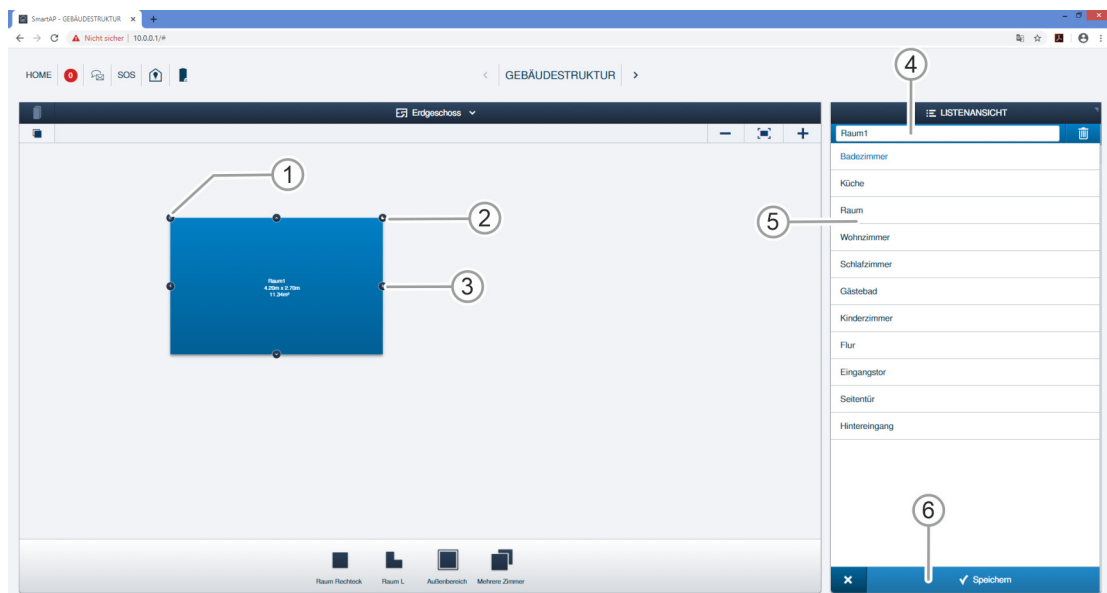 SmartAP - GEBÄUDESTRUKTUR
Nicht sicher | 10.0.0.1/#
HOME 0 SOS GEBÄUDESTRUKTUR
4
Erdgeschoss
LISTENANSICHT
Raum1
Badezimmer
1
Küche
2
Raum
5
Wohnzimmer
Schlafzimmer
Raum1
4.20m x 2.70m
11.34m²
3
Gästebad
Kinderzimmer
Flur
Eingangstor
Seitentür
Hintereingang
6
Raum Rechteck Raum L Außenbereich Mehrere Zimmer
Speichern